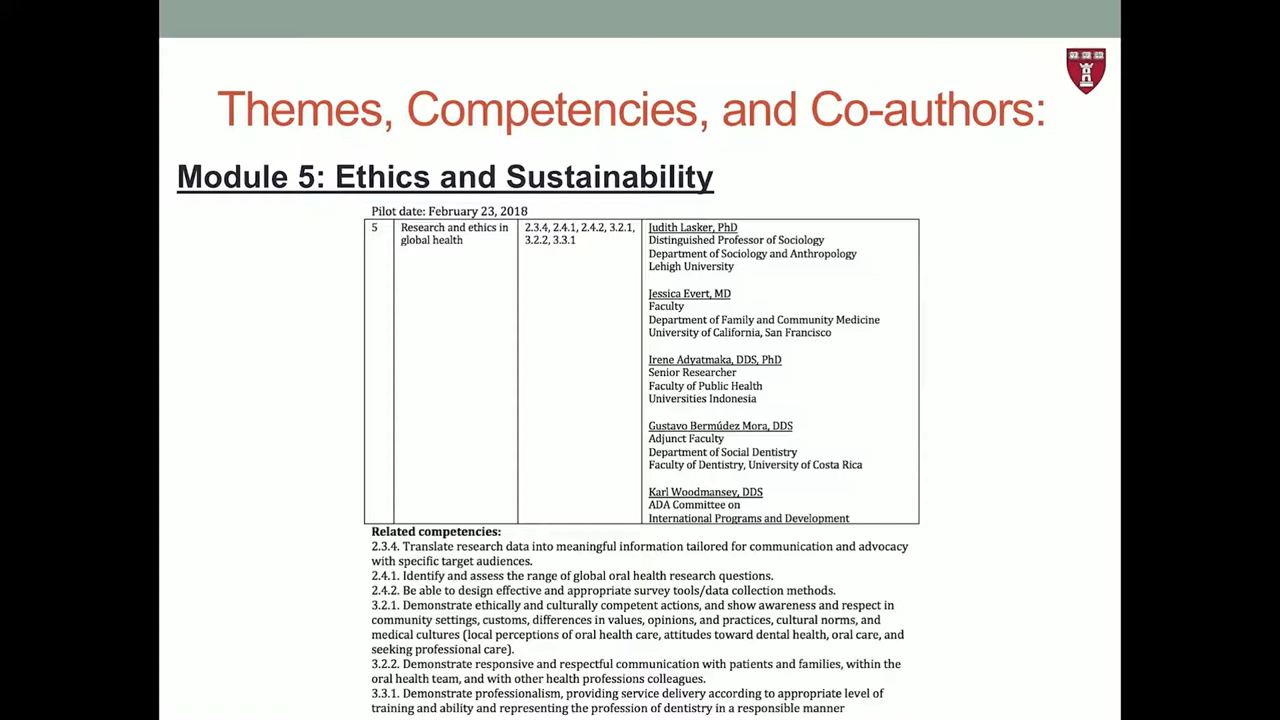 Themes, Competencies, and Co-authors:
Module 5: Ethics and Sustainability
Pilot date: February 23, 2018
5
Research and ethics in
global health
2.3.4, 2.4.1, 2.4.2, 3.2.1,
3.2.2, 3.3.1
Judith Lasker, PhD
Distinguished Professor of Sociology
Department of Sociology and Anthropology
Lehigh University
Jessica Evert, MD
Faculty
Department of Family and Community Medicine
University of California, San Francisco
Irene Adyatmaka, DDS, PhD
Senior Researcher
Faculty of Public Health
Universities Indonesia
Gustavo Bermúdez Mora, DDS
Adjunct Faculty
Department of Social Dentistry
Faculty of Dentistry, University of Costa Rica
Karl Woodmansey, DDS
ADA Committee on
International Programs and Development
Related competencies:
2.3.4. Translate research data into meaningful information tailored for communication and advocacy
with specific target audiences.
2.4.1. Identify and assess the range of global oral health research questions.
2.4.2. Be able to design effective and appropriate survey tools/data collection methods.
3.2.1. Demonstrate ethically and culturally competent actions, and show awareness and respect in
community settings, customs, differences in values, opinions, and practices, cultural norms, and
medical cultures (local perceptions of oral health care, attitudes toward dental health, oral care, and
seeking professional care).
3.2.2. Demonstrate responsive and respectful communication with patients and families, within the
oral health team, and with other health professions colleagues.
3.3.1. Demonstrate professionalism, providing service delivery according to appropriate level of
training and ability and representing the profession of dentistry in a responsible manner